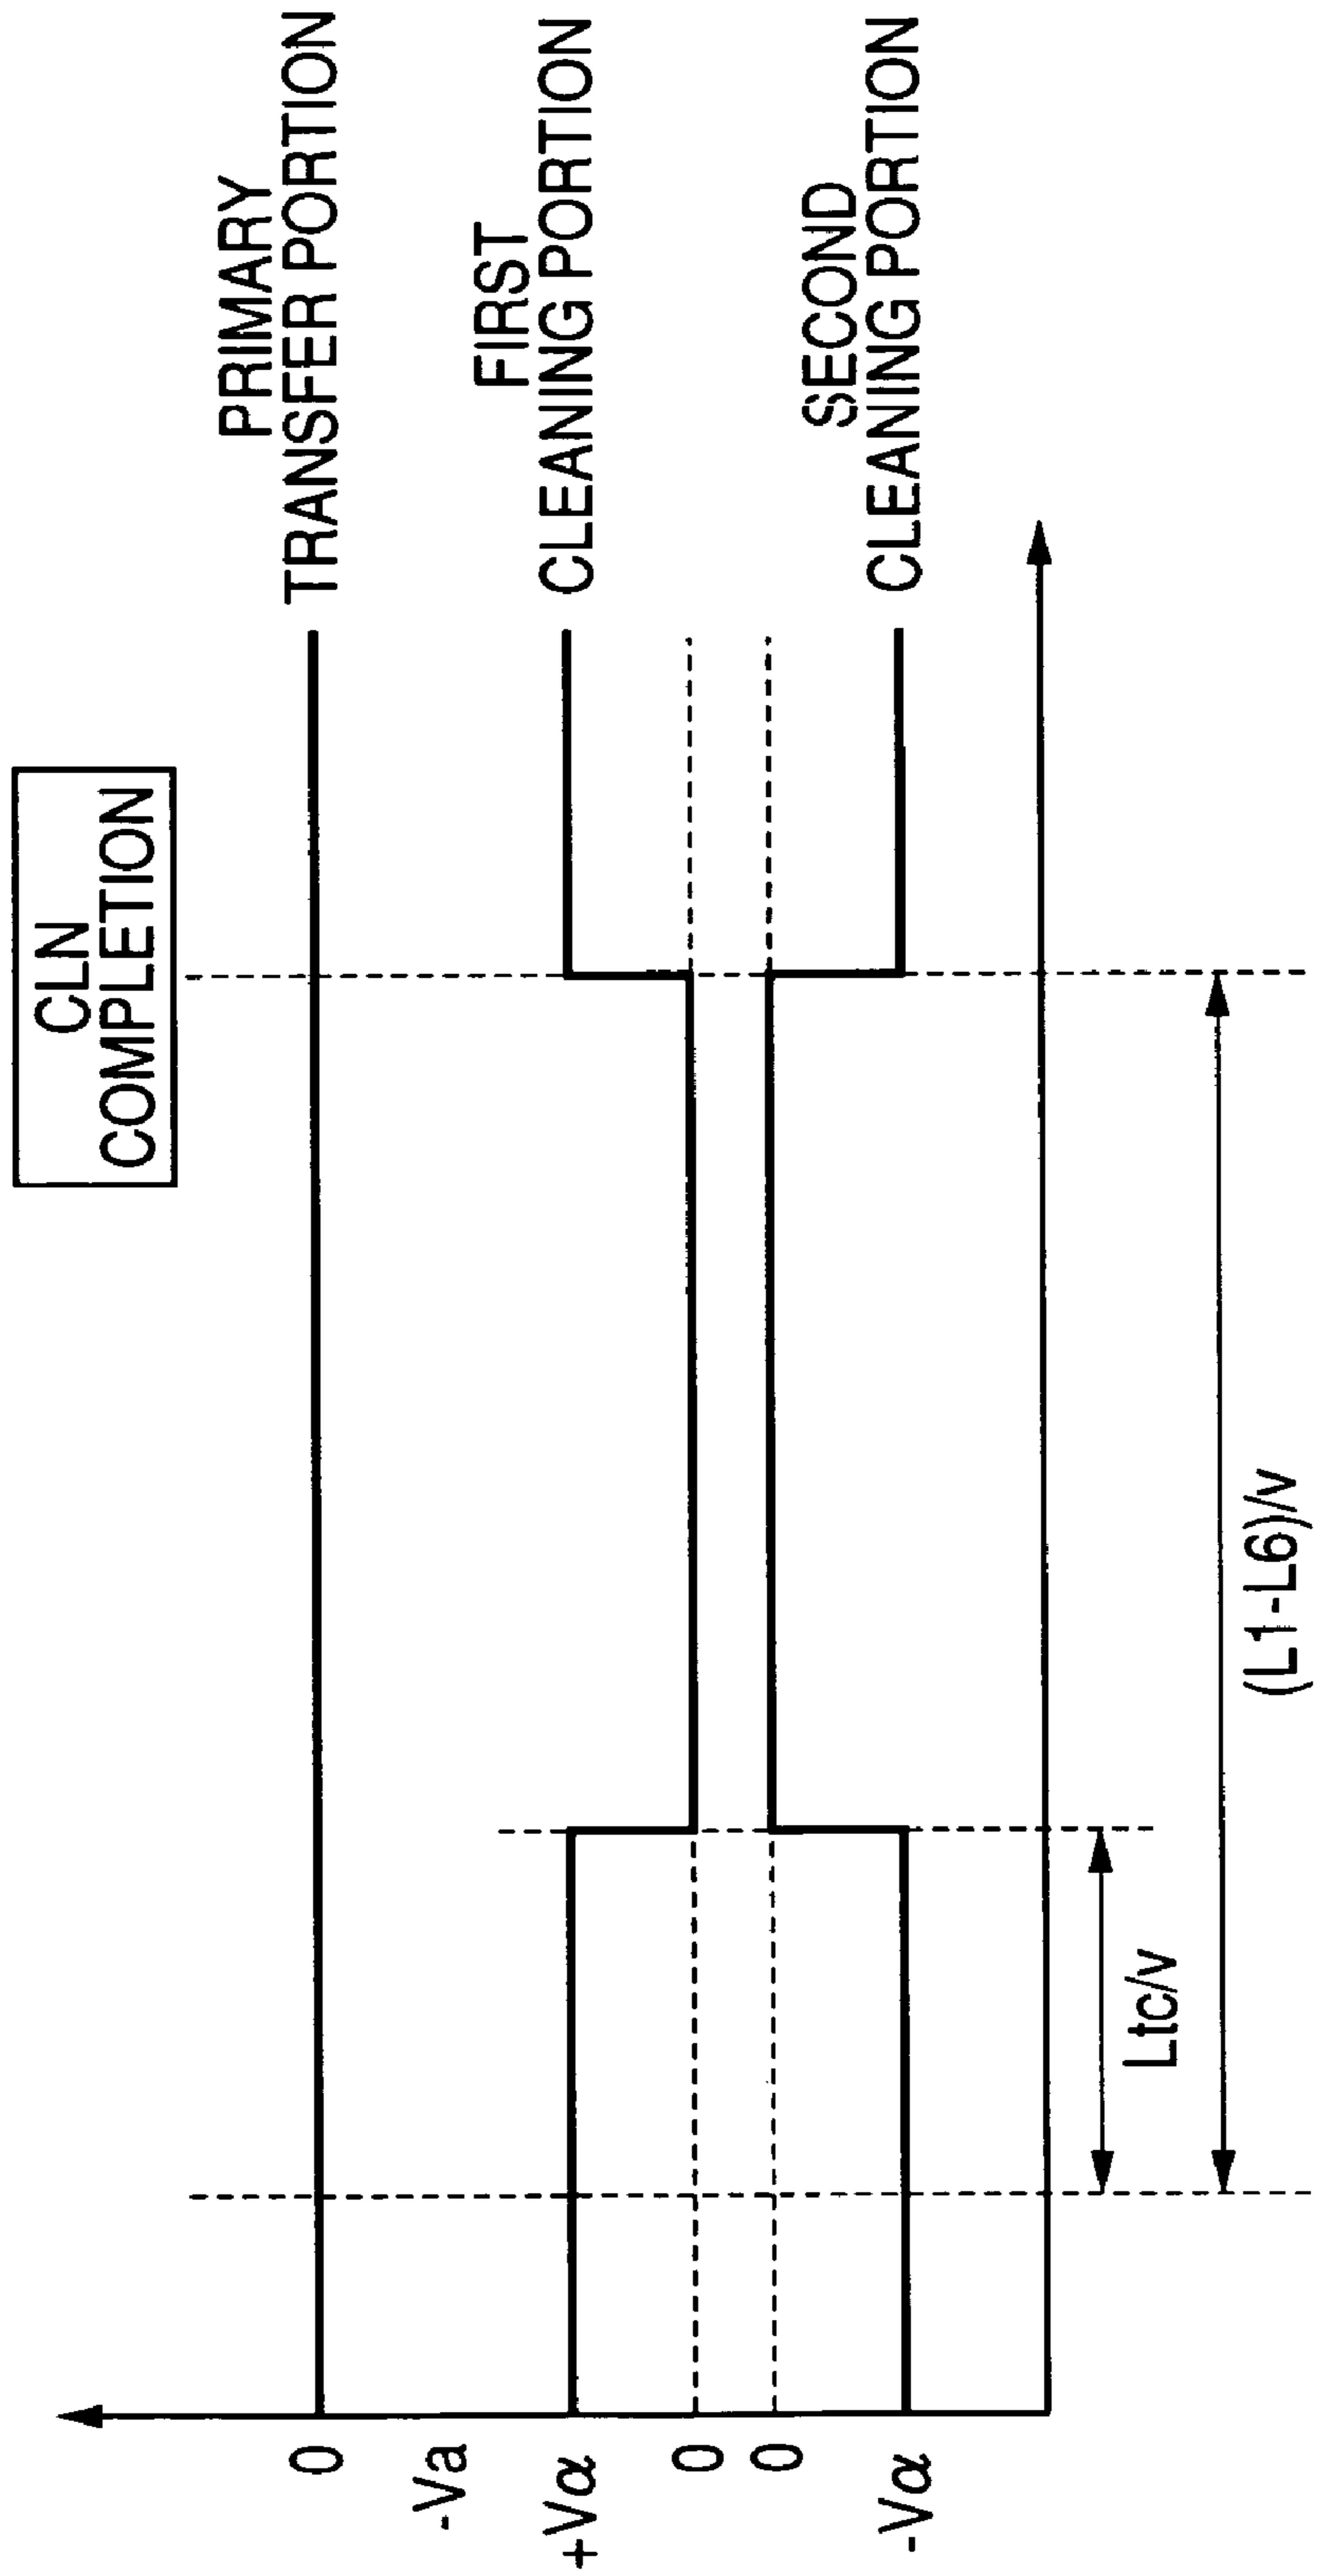 CLN
COMPLETION
PRIMARY
TRANSFER PORTION
FIRST
CLEANING PORTION
SECOND
CLEANING PORTION
0
-Va
+Vα
0
0
-Vα
Ltc/v
(L1-L6)/v